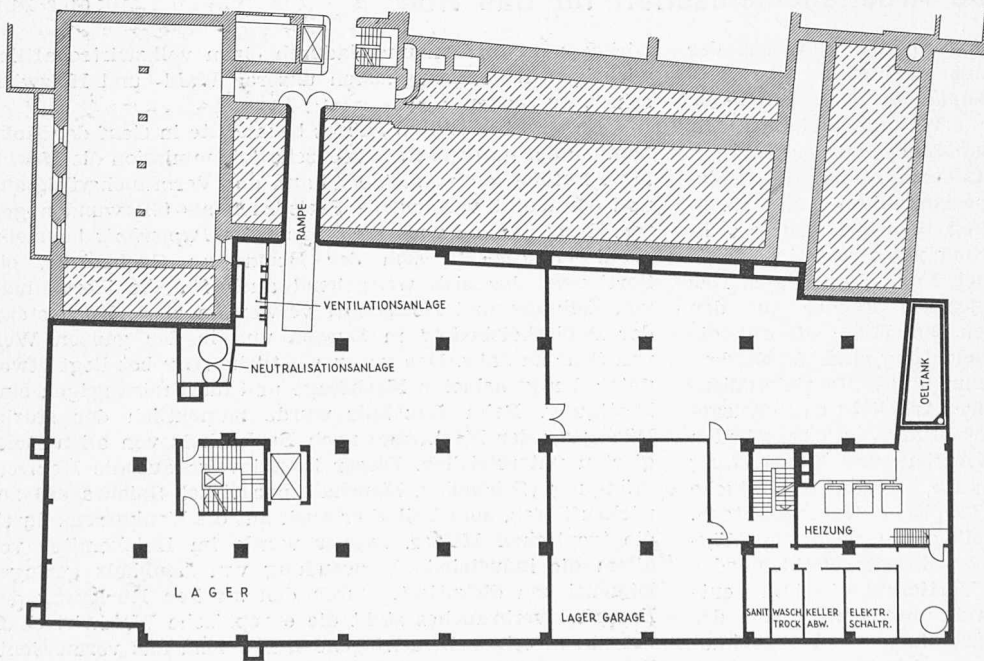 RAMPE
VENTILATIONSANLAGE
NEUTRALISATIONSANLAGE
OELTANK
HEIZUNG
LAGER
LAGER GARAGE
SANIT.
WASCH.
TROCK.
KELLER
ABW.
ELEKTR.
SCHALTR.